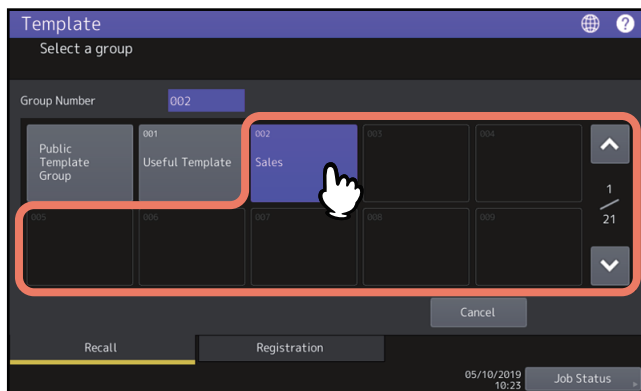 Template
?
Select a group
Group Number 002
Public
Template
Group
001
Useful Template
002
Sales
003
004
1
21
005
006
007
008
009
Cancel
Recall
Registration
05/10/2019
10:23
Job Status